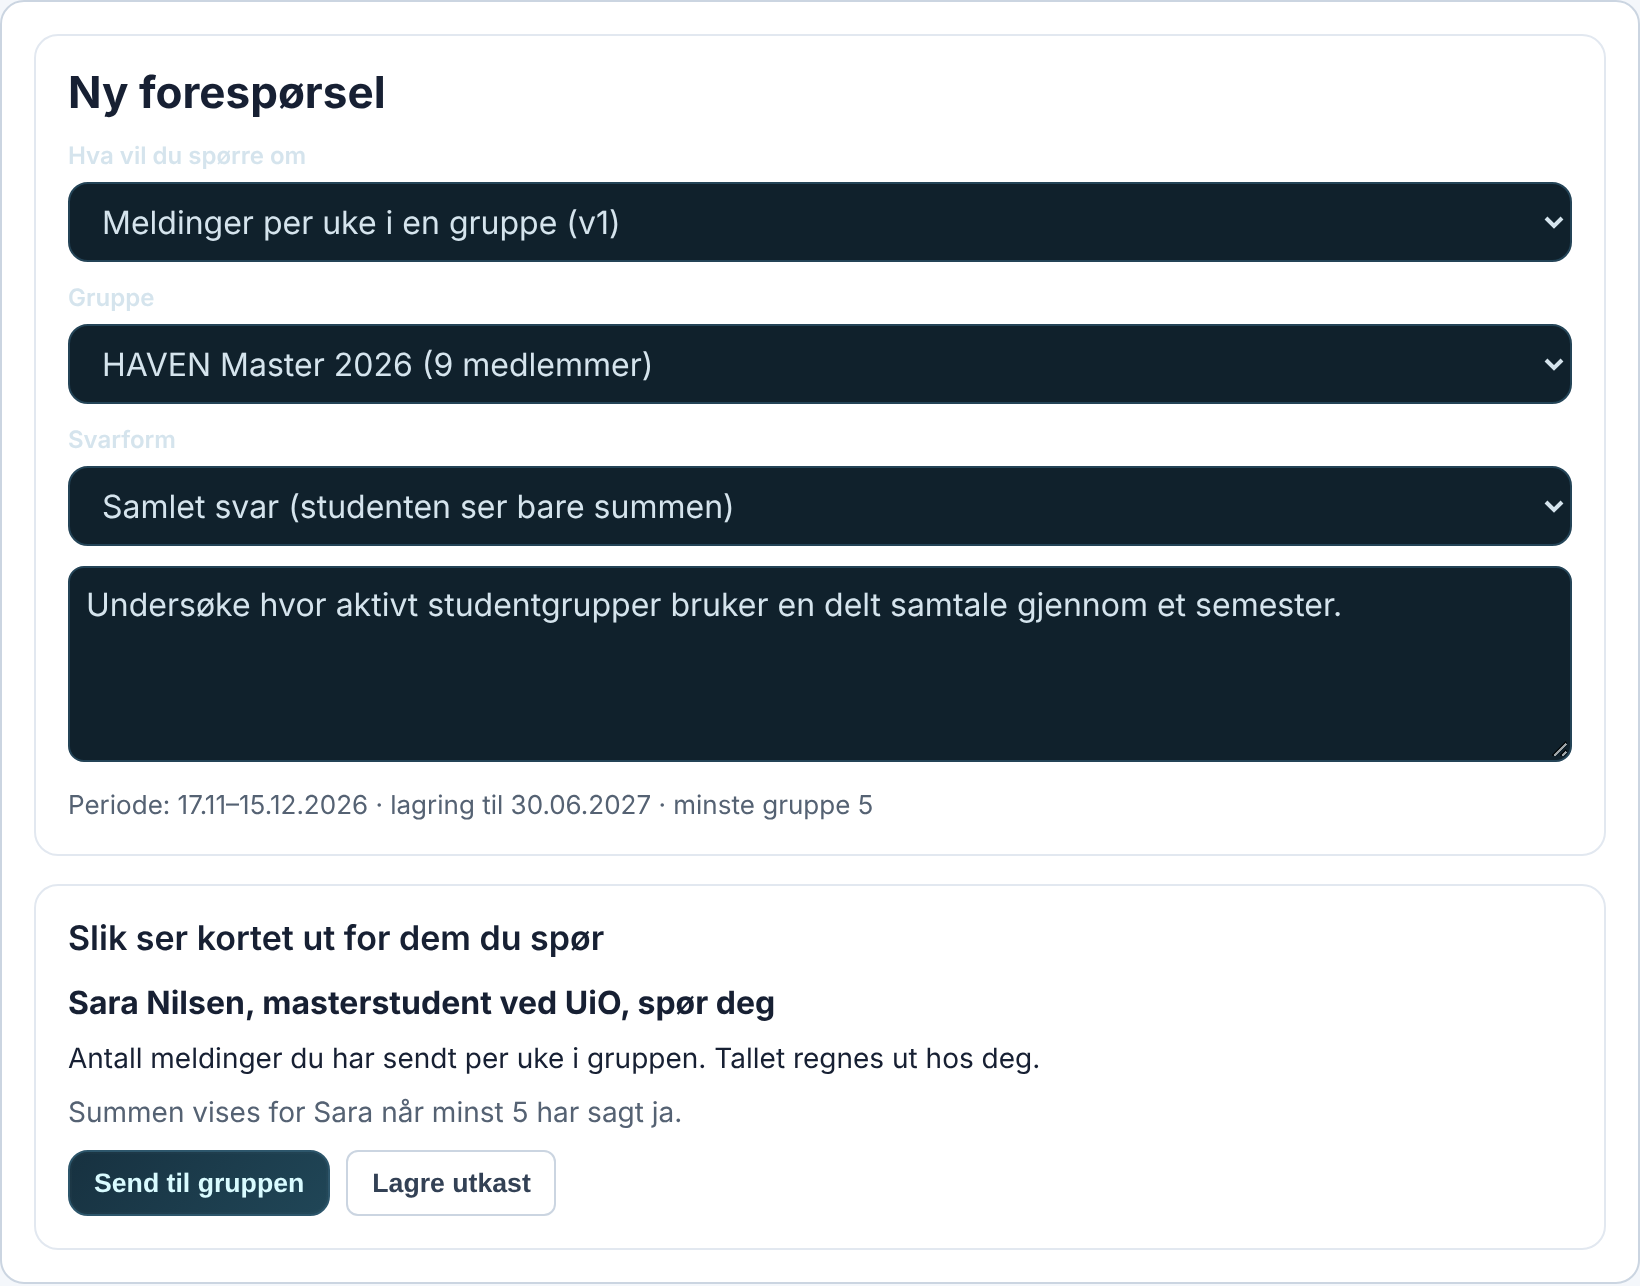 Ny forespørsel
Hva vil du spørre om
Meldinger per uke i en gruppe (v1)
Gruppe
HAVEN Master 2026 (9 medlemmer)
Svarform
Samlet svar (studenten ser bare summen)
Undersøke hvor aktivt studentgrupper bruker en delt samtale gjennom et semester.
Periode: 17.11–15.12.2026 · lagring til 30.06.2027 · minste gruppe 5
Slik ser kortet ut for dem du spør
Sara Nilsen, masterstudent ved UiO, spør deg
Antall meldinger du har sendt per uke i gruppen. Tallet regnes ut hos deg.
Summen vises for Sara når minst 5 har sagt ja.
Send til gruppen
Lagre utkast